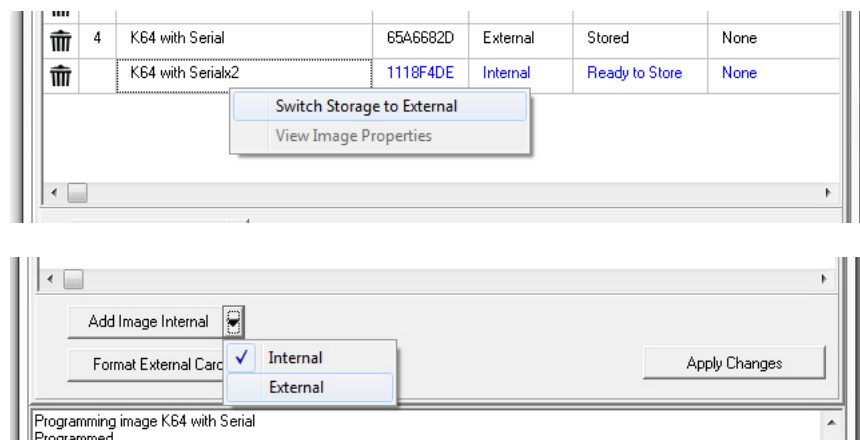 4 K64 with Serial 65A6682D External Stored None
K64 with Serialx2 1118F4DE Internal Ready to Store None
Switch Storage to External
View Image Properties
Add Image Internal
Format External Card
Internal
External
Apply Changes
Programming image K64 with Serial
Programmed